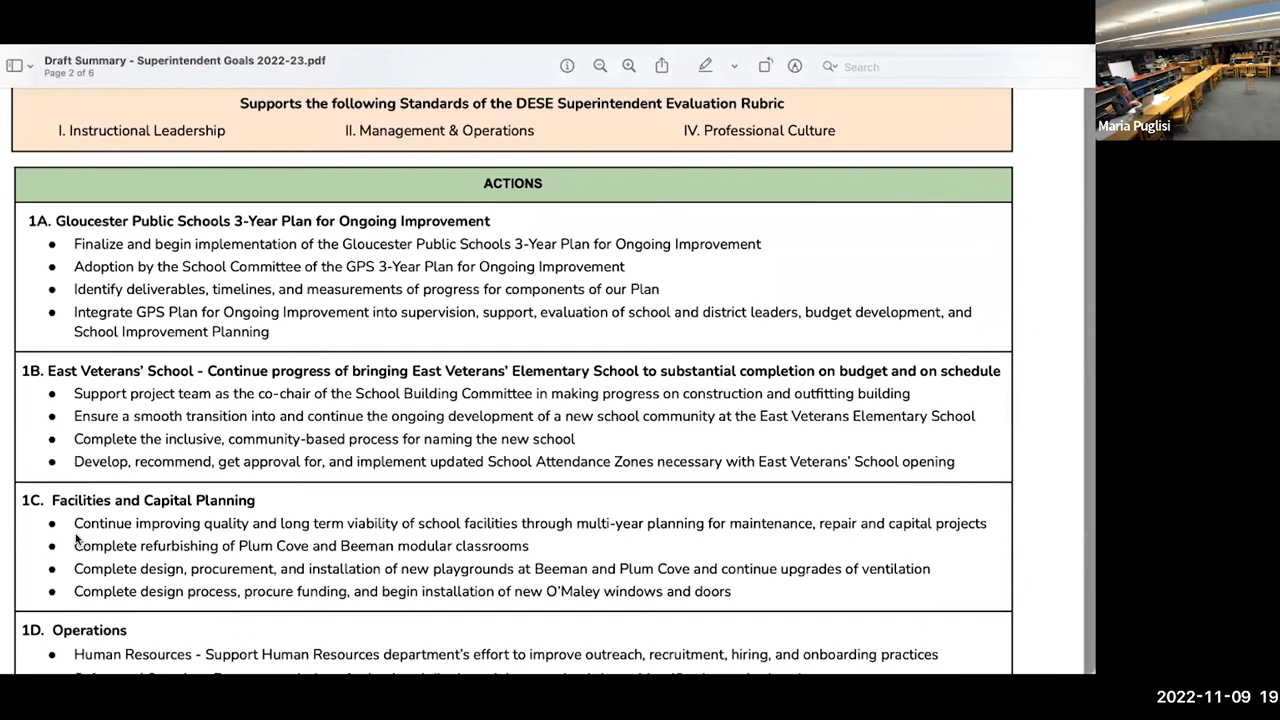 Draft Summary - Superintendent Goals 2022-23.pdf
Page 2 of 6
Search
Maria Puglisi
Supports the following Standards of the DESE Superintendent Evaluation Rubric
I. Instructional Leadership II. Management & Operations IV. Professional Culture
ACTIONS
1A. Gloucester Public Schools 3-Year Plan for Ongoing Improvement
● Finalize and begin implementation of the Gloucester Public Schools 3-Year Plan for Ongoing Improvement
● Adoption by the School Committee of the GPS 3-Year Plan for Ongoing Improvement
● Identify deliverables, timelines, and measurements of progress for components of our Plan
● Integrate GPS Plan for Ongoing Improvement into supervision, support, evaluation of school and district leaders, budget development, and
School Improvement Planning
1B. East Veterans' School - Continue progress of bringing East Veterans' Elementary School to substantial completion on budget and on schedule
● Support project team as the co-chair of the School Building Committee in making progress on construction and outfitting building
● Ensure a smooth transition into and continue the ongoing development of a new school community at the East Veterans Elementary School
● Complete the inclusive, community-based process for naming the new school
● Develop, recommend, get approval for, and implement updated School Attendance Zones necessary with East Veterans' School opening
1C. Facilities and Capital Planning
● Continue improving quality and long term viability of school facilities through multi-year planning for maintenance, repair and capital projects
● Complete refurbishing of Plum Cove and Beeman modular classrooms
● Complete design, procurement, and installation of new playgrounds at Beeman and Plum Cove and continue upgrades of ventilation
● Complete design process, procure funding, and begin installation of new O'Maley windows and doors
1D. Operations
● Human Resources - Support Human Resources department's effort to improve outreach, recruitment, hiring, and onboarding practices
2022-11-09 19